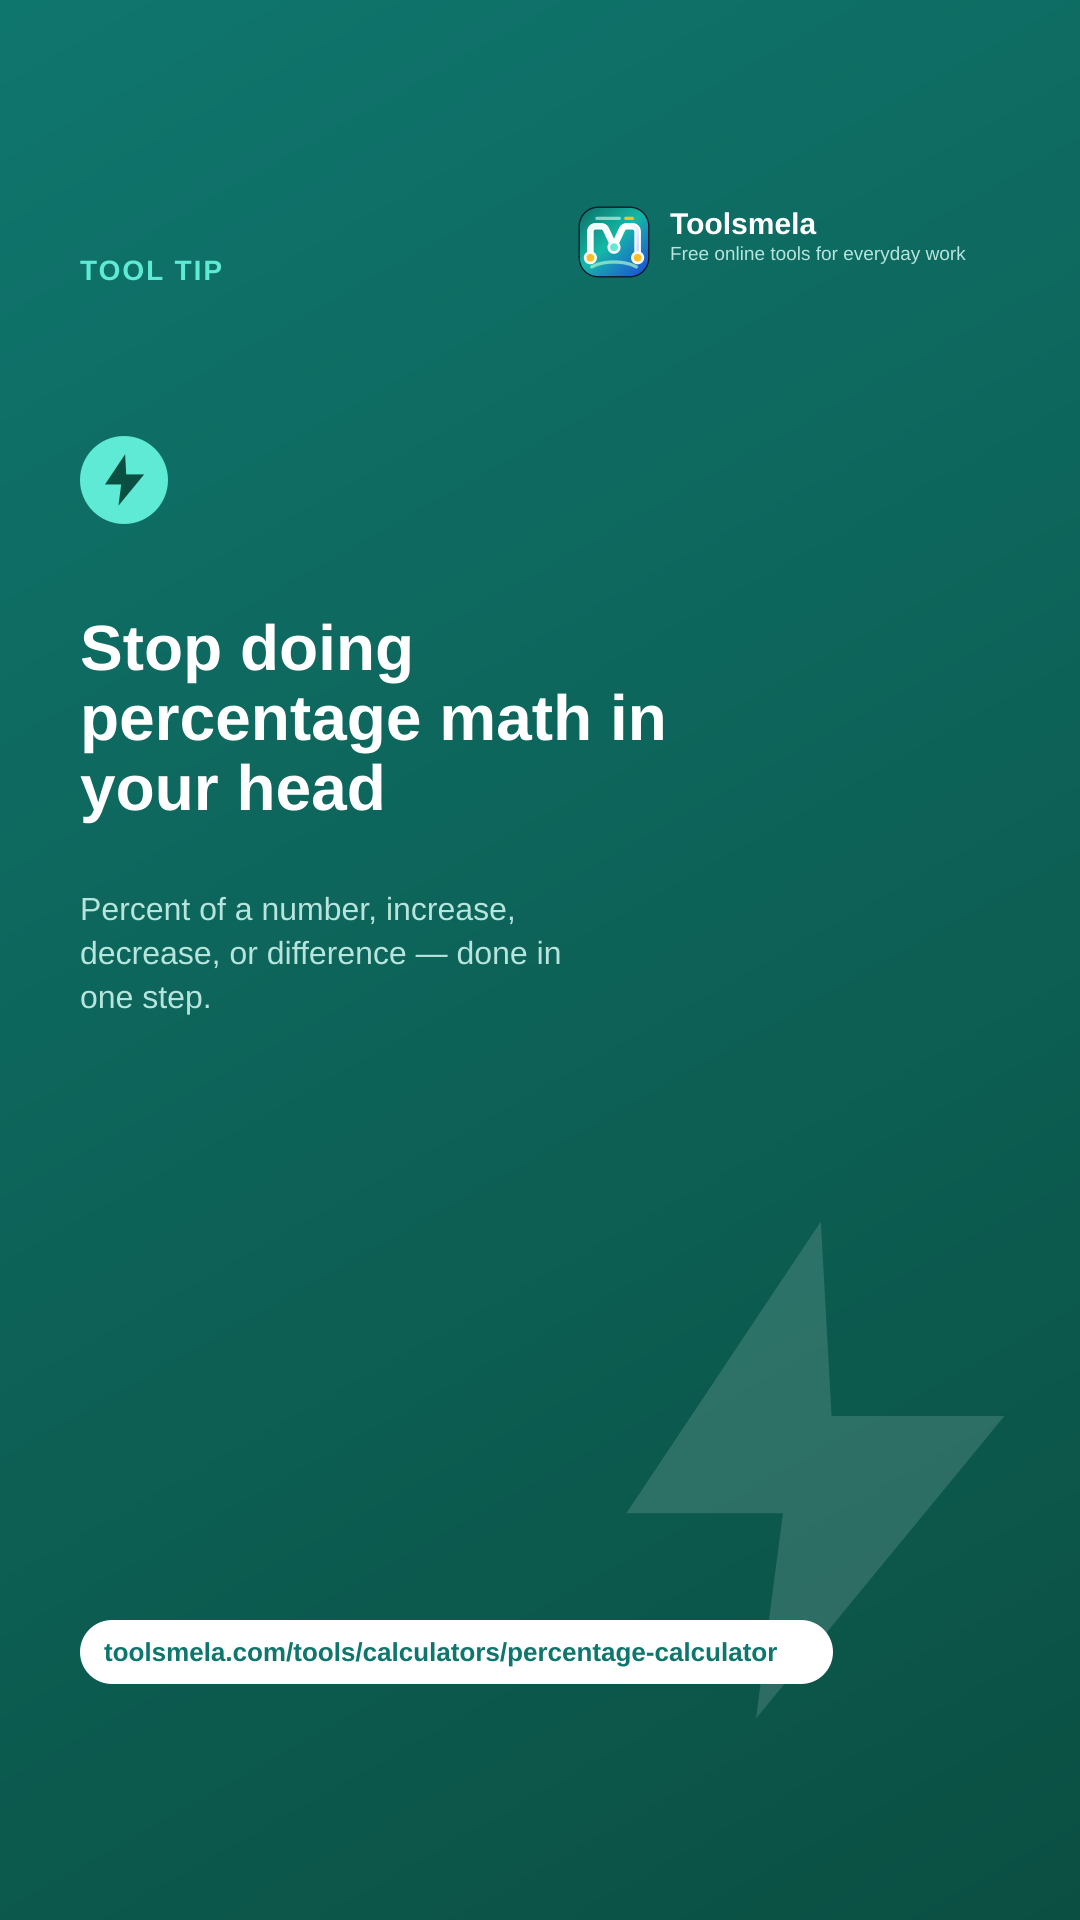 Toolsmela
Free online tools for everyday work
TOOL TIP
Stop doing
percentage math in
your head
Percent of a number, increase,
decrease, or difference — done in
one step.
toolsmela.com/tools/calculators/percentage-calculator